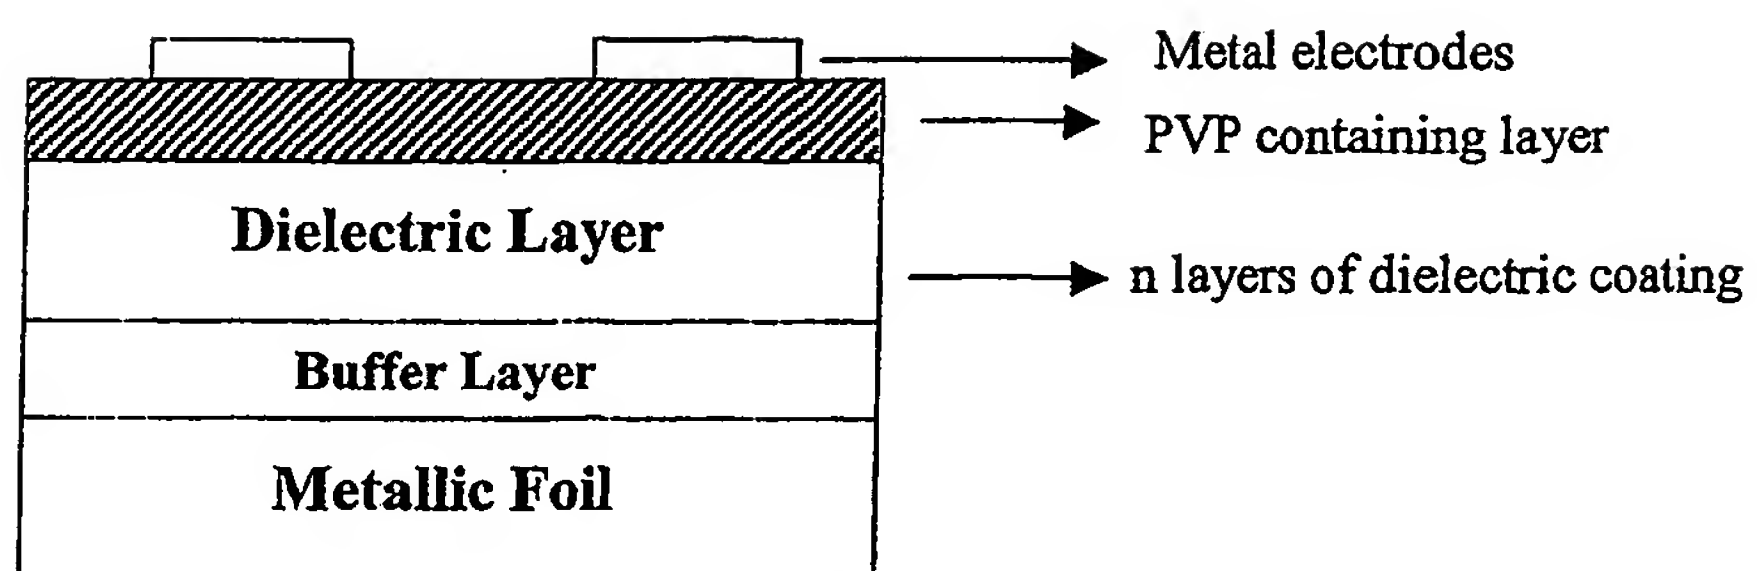 Metal electrodes
PVP containing layer
Dielectric Layer
n layers of dielectric coating
Buffer Layer
Metallic Foil